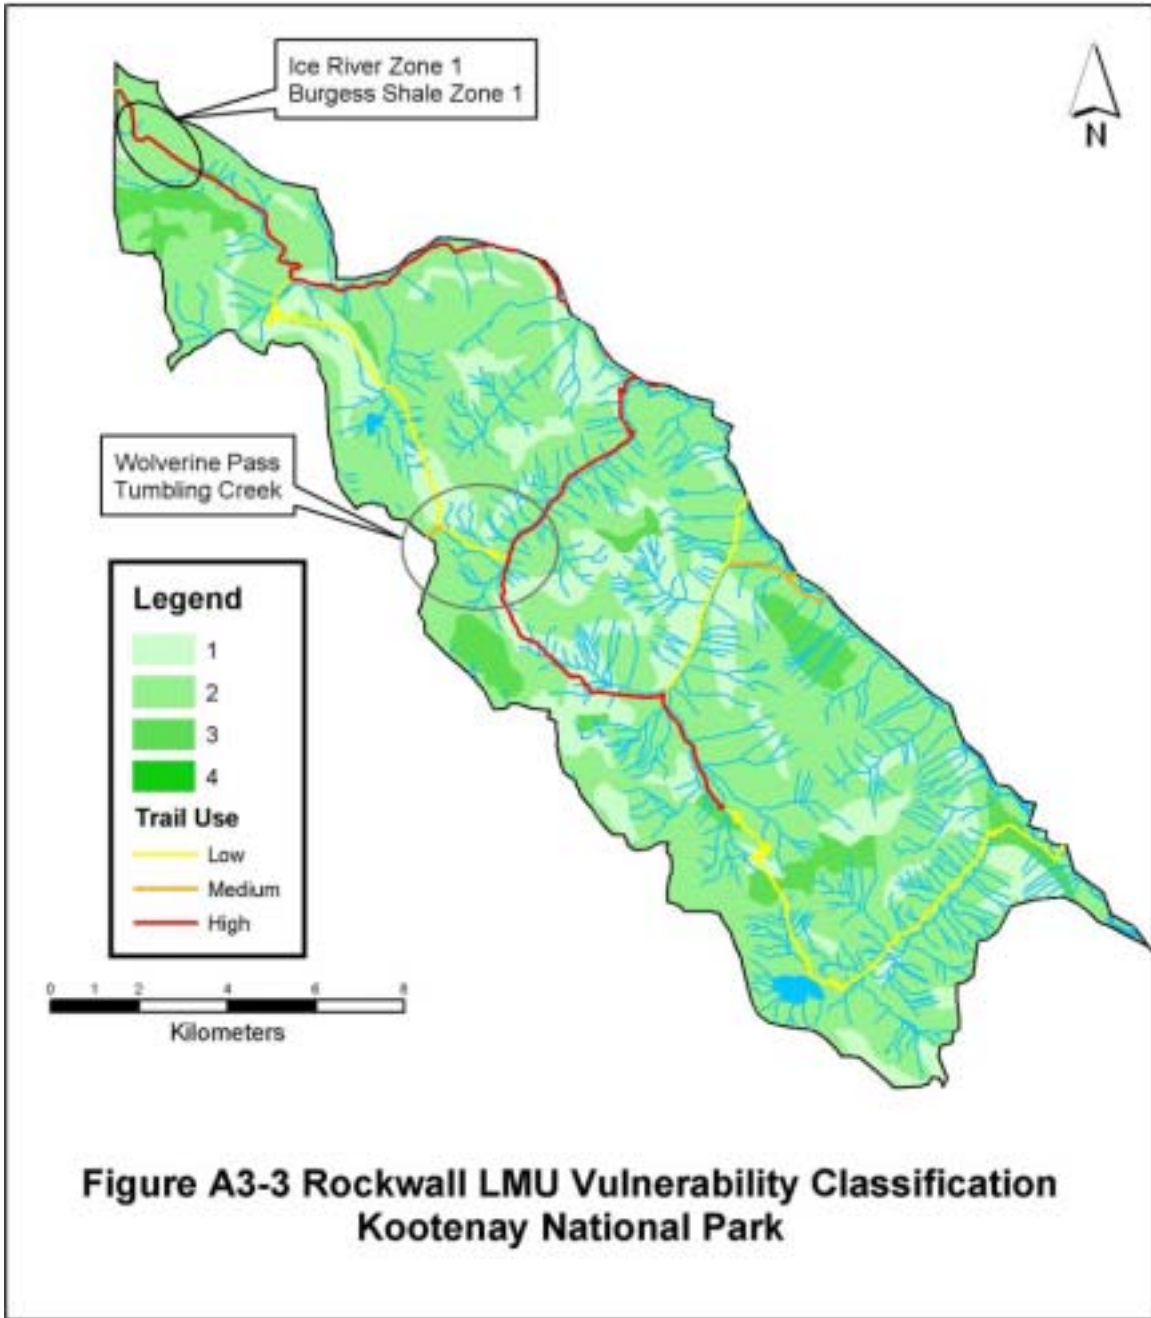 Ice River Zone 1
Burgess Shale Zone 1
N
Wolverine Pass
Tumbling Creek
Legend
1
2
3
4
Trail Use
Low
Medium
High
0 1 2 4 6 8
Kilometers
Figure A3-3 Rockwall LMU Vulnerability Classification
Kootenay National Park